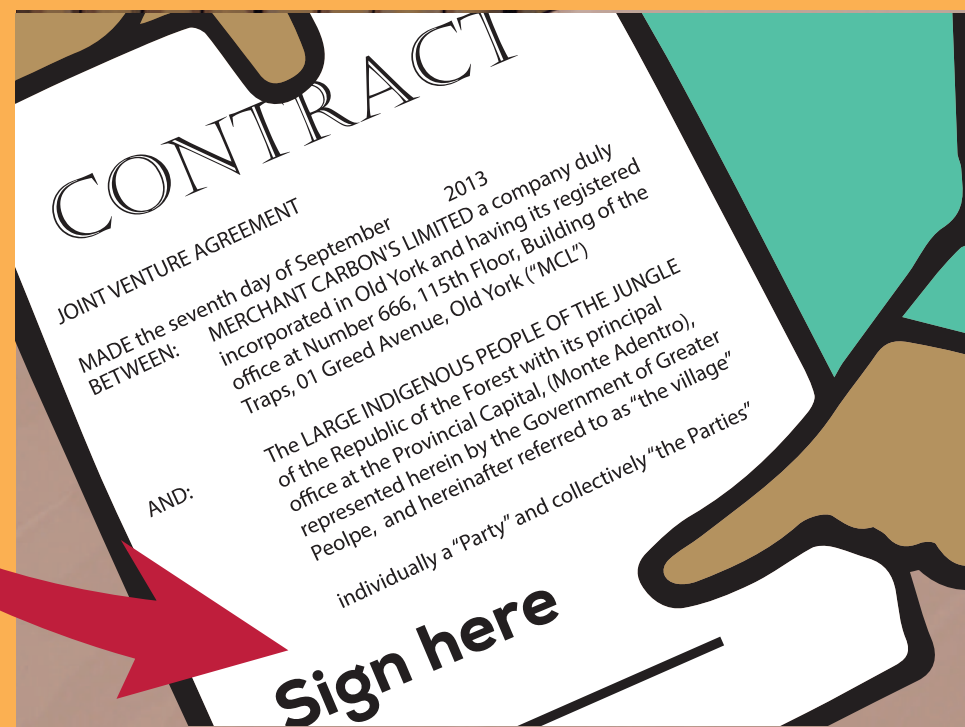 CONTRACT
JOINT VENTURE AGREEMENT
MADE the seventh day of September 2013
BETWEEN: MERCHANT CARBON'S LIMITED a company duly
incorporated in Old York and having its registered
office at Number 666, 115th Floor, Building of the
Traps, 01 Greed Avenue, Old York ("MCL")
The LARGE INDIGENOUS PEOPLE OF THE JUNGLE
AND: of the Republic of the Forest with its principal
office at the Provincial Capital, (Monte Adentro),
represented herein by the Government of Greater
Peolpe, and hereinafter referred to as "the village"
individually a "Party" and collectively "the Parties"
Sign here